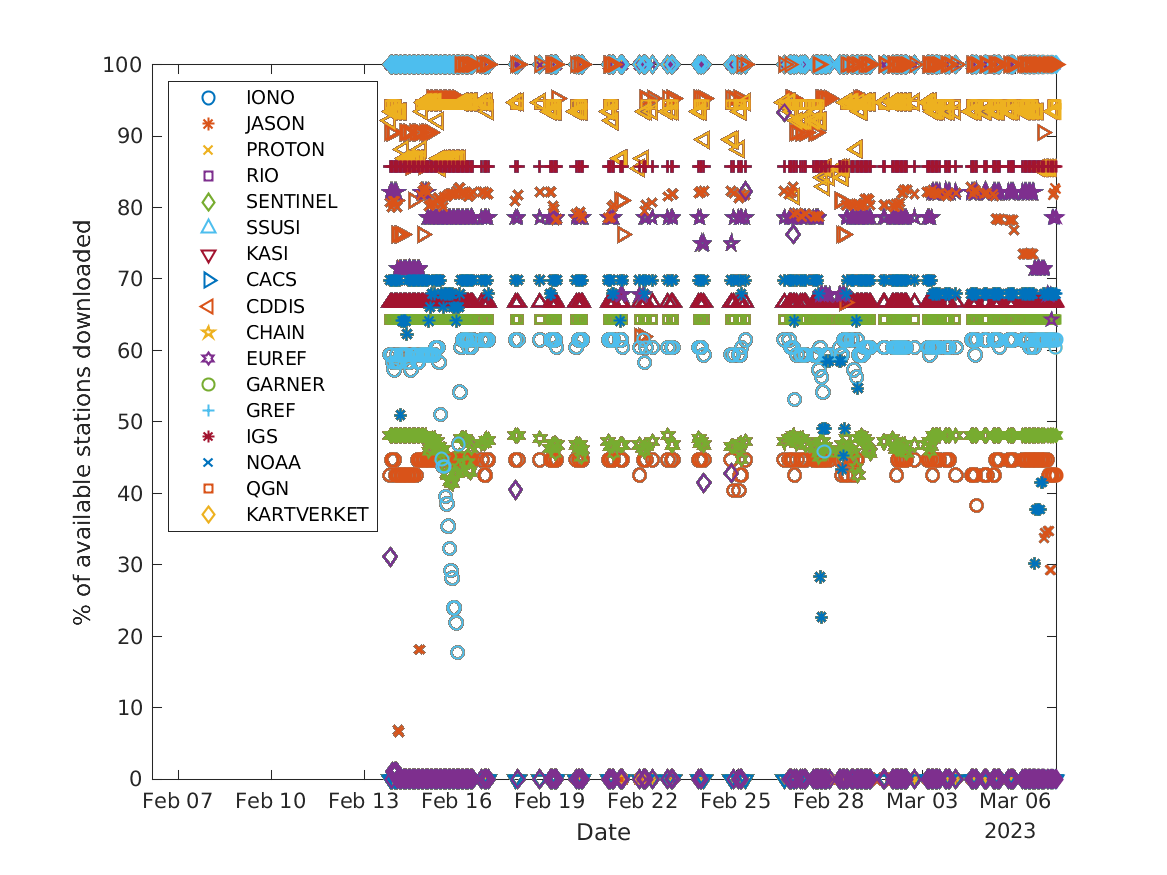 100
90
80
70
60
50
40
30
20
10
0
% of available stations downloaded
IONO
JASON
PROTON
RIO
SENTINEL
SSUSI
KASI
CACS
CDDIS
CHAIN
EUREF
GARNER
GREF
IGS
NOAA
QGN
KARTVERKET
Feb 07 Feb 10 Feb 13 Feb 16 Feb 19 Feb 22 Feb 25 Feb 28 Mar 03 Mar 06
Date
2023